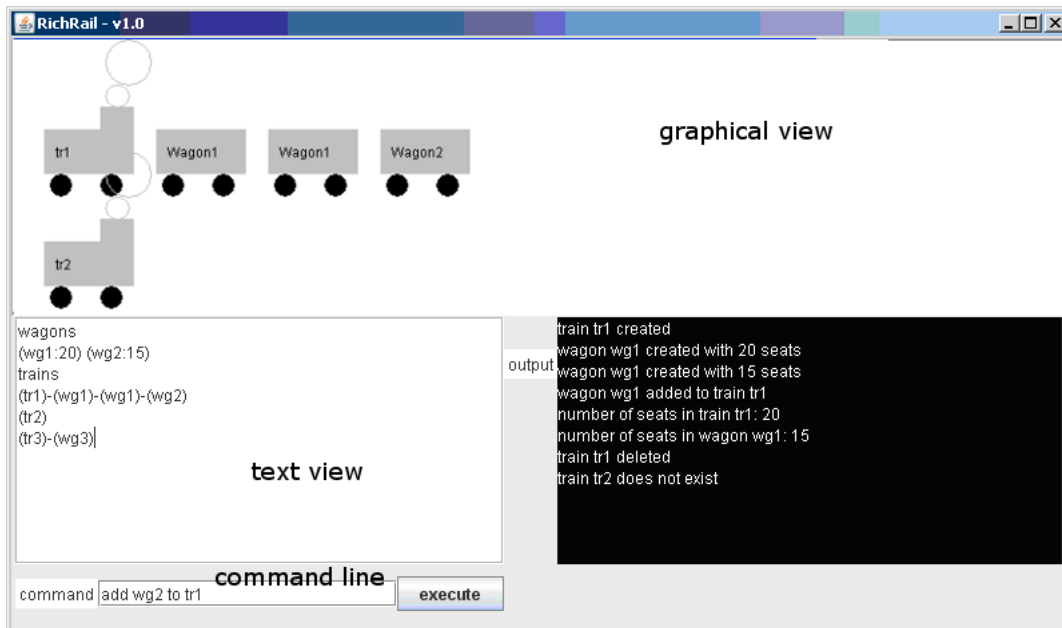 RichRail - v1.0
graphical view
tr1 Wagon1 Wagon1 Wagon2
tr2
wagons
(wg1:20) (wg2:15)
trains
(tr1)-(wg1)-(wg1)-(wg2)
(tr2)
(tr3)-(wg3)
text view
output
train tr1 created
wagon wg1 created with 20 seats
wagon wg1 created with 15 seats
wagon wg1 added to train tr1
number of seats in train tr1: 20
number of seats in wagon wg1: 15
train tr1 deleted
train tr2 does not exist
command line
command add wg2 to tr1 execute